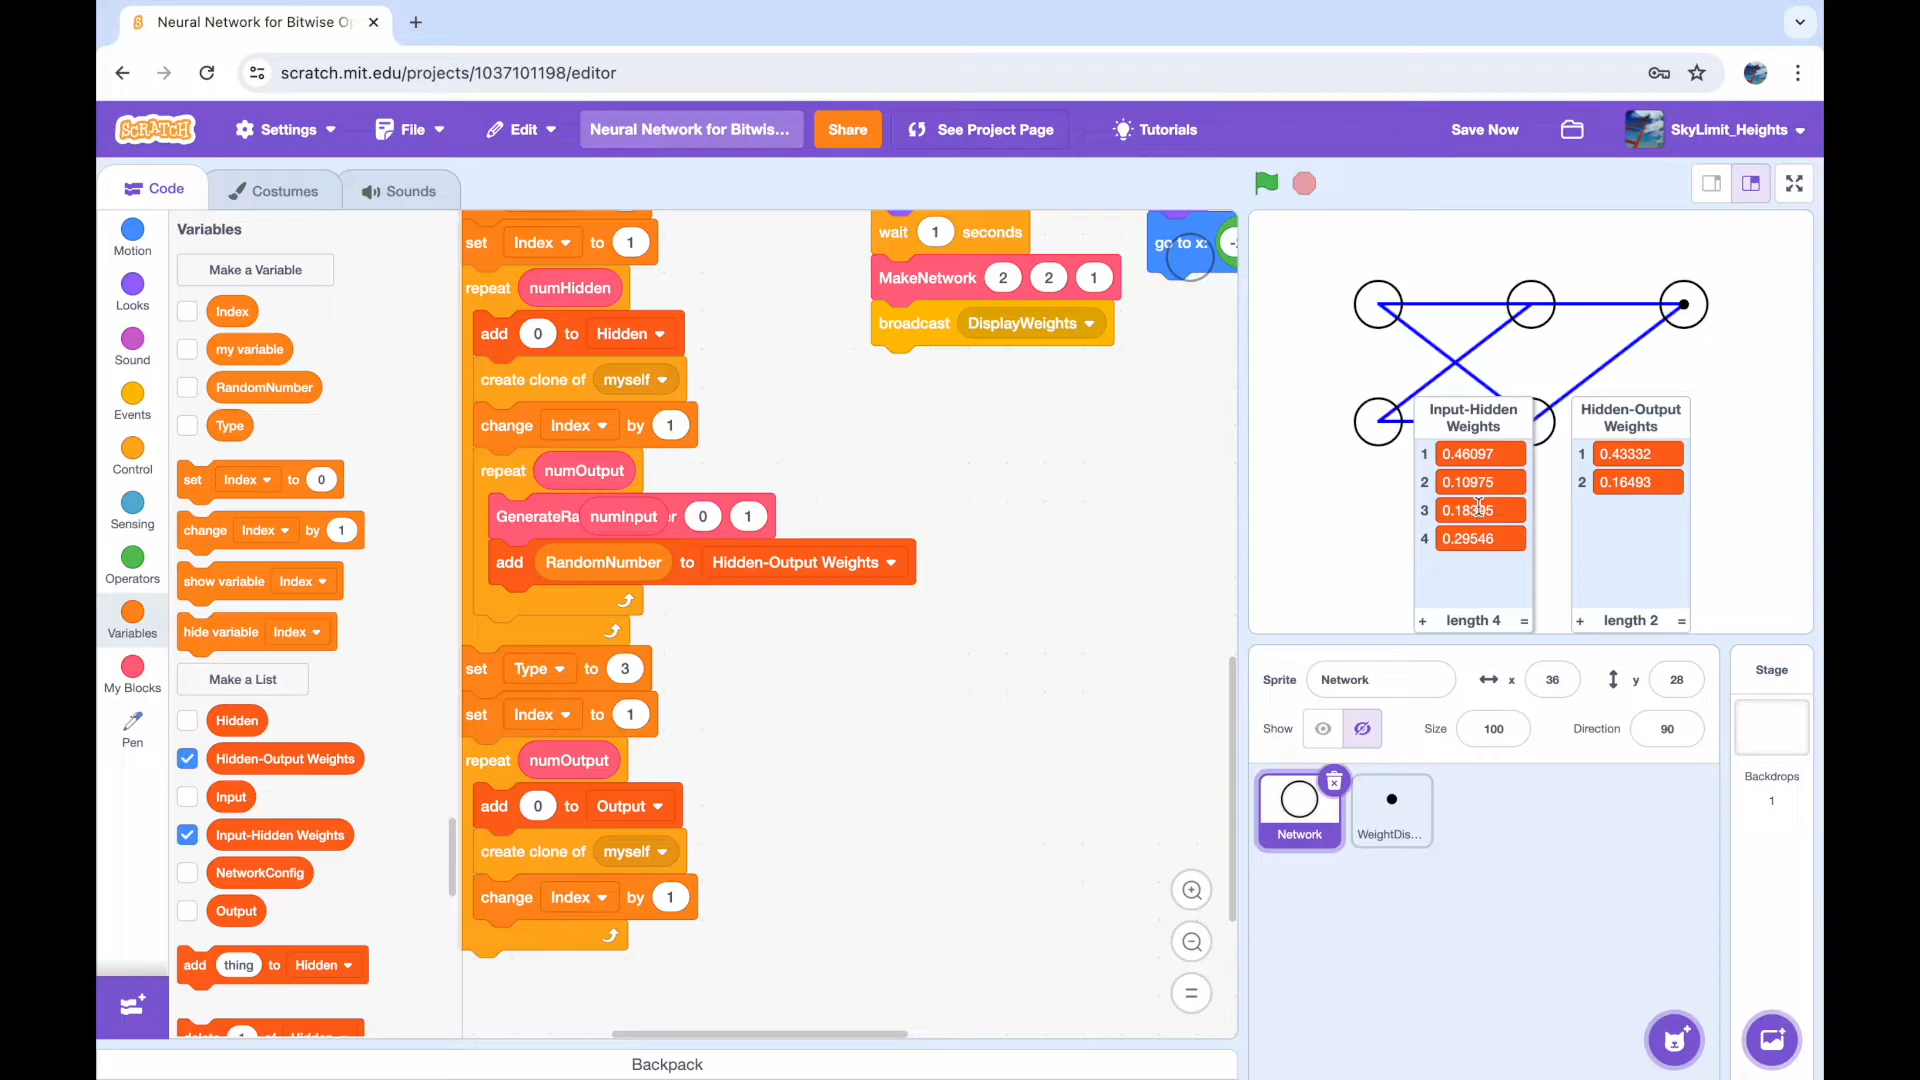 Neural Network for Bitwise Op
scratch.mit.edu/projects/1037101198/editor
SCRATCH
Settings
File
Edit
Neural Network for Bitwis...
Share
See Project Page
Tutorials
Save Now
SkyLimit_Heights
Code
Costumes
Sounds
Motion
Looks
Sound
Events
Control
Sensing
Operators
Variables
My Blocks
Pen
Variables
Make a Variable
Index
my variable
RandomNumber
Type
set Index to 0
change Index by 1
show variable Index
hide variable Index
Make a List
Hidden
Hidden-Output Weights
Input
Input-Hidden Weights
NetworkConfig
Output
add thing to Hidden
set Index to 1
repeat numHidden
add 0 to Hidden
create clone of myself
change Index by 1
repeat numOutput
GenerateRa numInput r 0 1
add RandomNumber to Hidden-Output Weights
set Type to 3
set Index to 1
repeat numOutput
add 0 to Output
create clone of myself
change Index by 1
wait 1 seconds
MakeNetwork 2 2 1
broadcast DisplayWeights
go to x:
Input-Hidden
Weights
1 0.46097
2 0.10975
3
4 0.29546
+ length 4 =
Hidden-Output
Weights
1 0.43332
2 0.16493
+ length 2 =
Sprite Network x 36 y 28
Show Size 100 Direction 90
Network
WeightDis...
Stage
Backdrops
1
Backpack